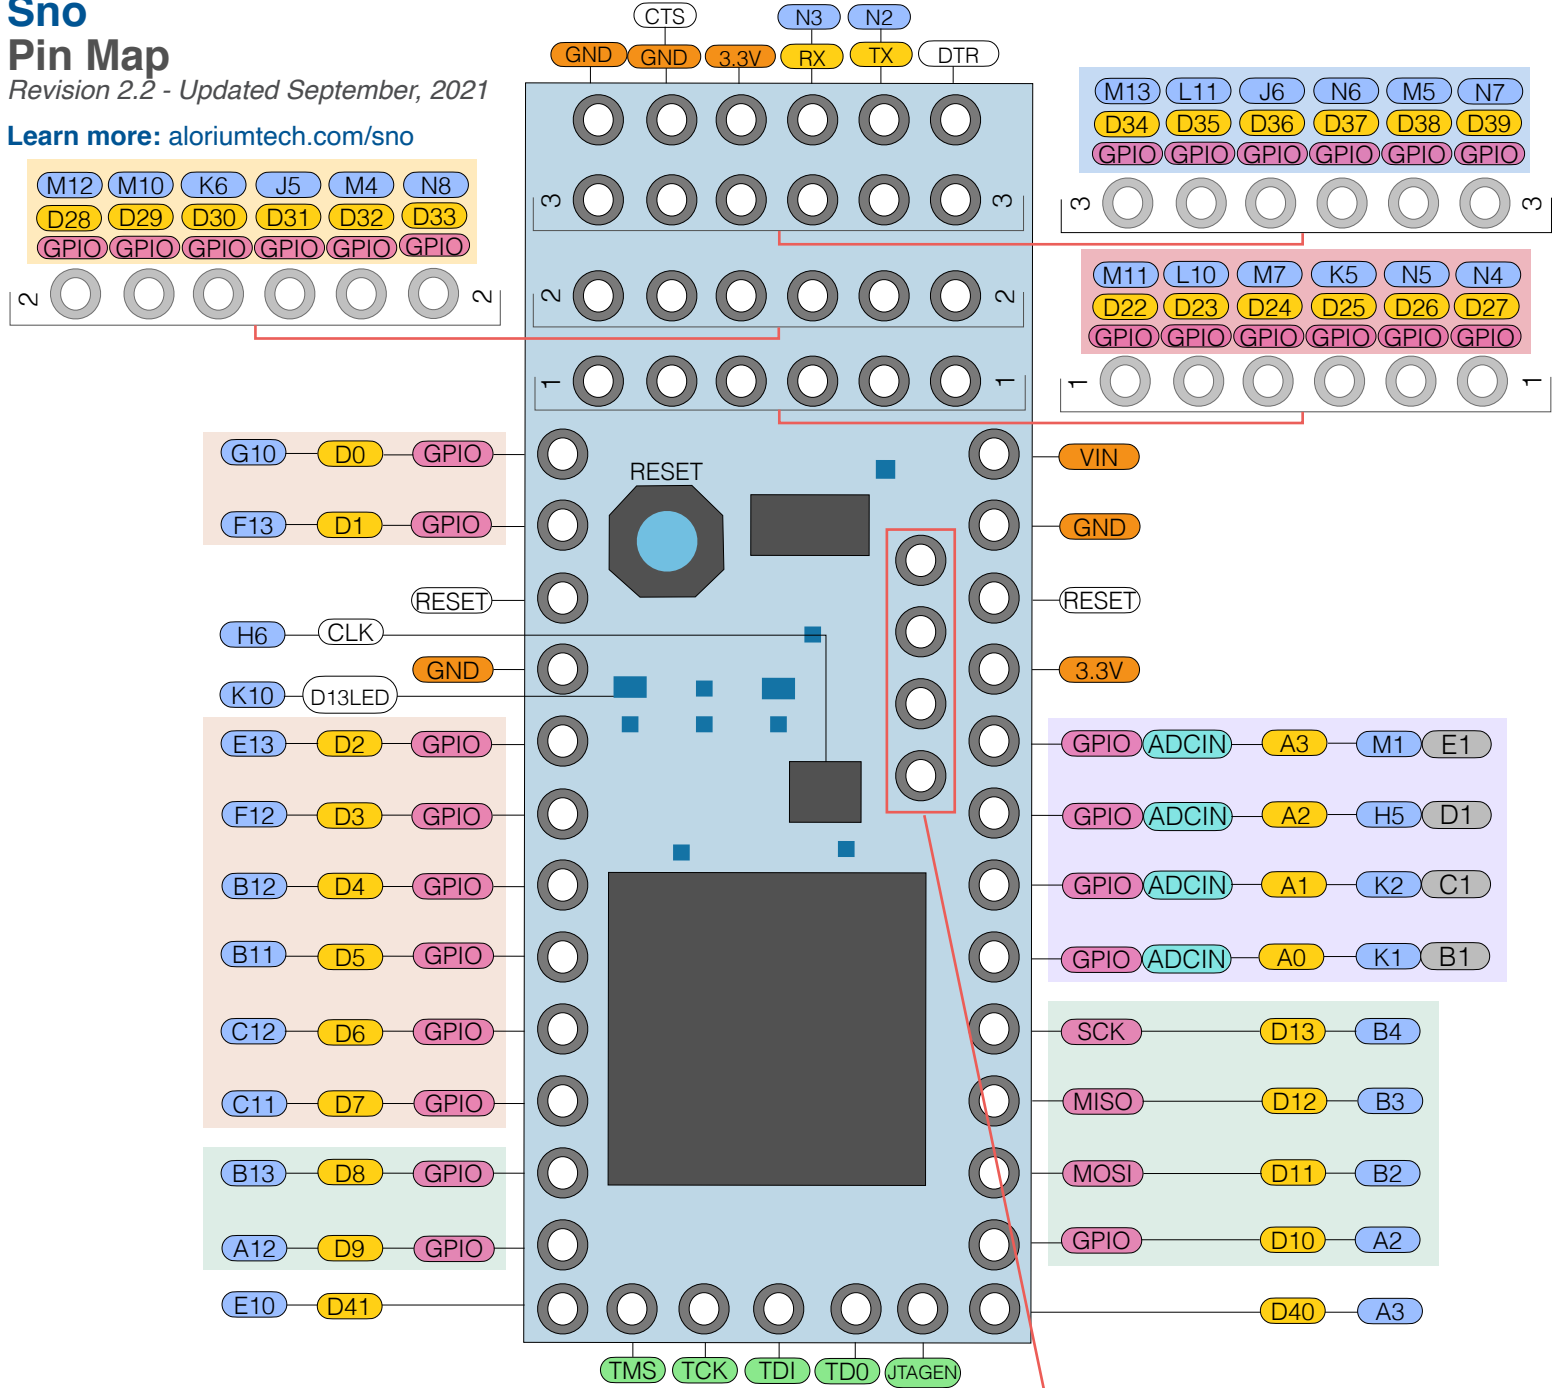 Sno
Pin Map
Revision 2.2 - Updated September, 2021
Learn more: aloriumtech.com/sno
CTS N3 N2
GND GND 3.3V RX TX DTR
M13 L11 J6 N6 M5 N7
D34 D35 D36 D37 D38 D39
GPIO GPIO GPIO GPIO GPIO GPIO
3 3
3 3
M12 M10 K6 J5 M4 N8
D28 D29 D30 D31 D32 D33
GPIO GPIO GPIO GPIO GPIO GPIO
2 2
2 2
M11 L10 M7 K5 N5 N4
D22 D23 D24 D25 D26 D27
GPIO GPIO GPIO GPIO GPIO GPIO
1 1
1 1
G10 D0 GPIO
VIN
RESET
F13 D1 GPIO
GND
RESET
RESET
H6 CLK
GND
3.3V
K10 D13LED
E13 D2 GPIO
GPIO ADCIN A3 M1 E1
F12 D3 GPIO
GPIO ADCIN A2 H5 D1
B12 D4 GPIO
GPIO ADCIN A1 K2 C1
B11 D5 GPIO
GPIO ADCIN A0 K1 B1
C12 D6 GPIO
SCK D13 B4
C11 D7 GPIO
MISO D12 B3
B13 D8 GPIO
MOSI D11 B2
A12 D9 GPIO
GPIO D10 A2
E10 D41
D40 A3
TMS TCK TDI TD0 JTAGEN